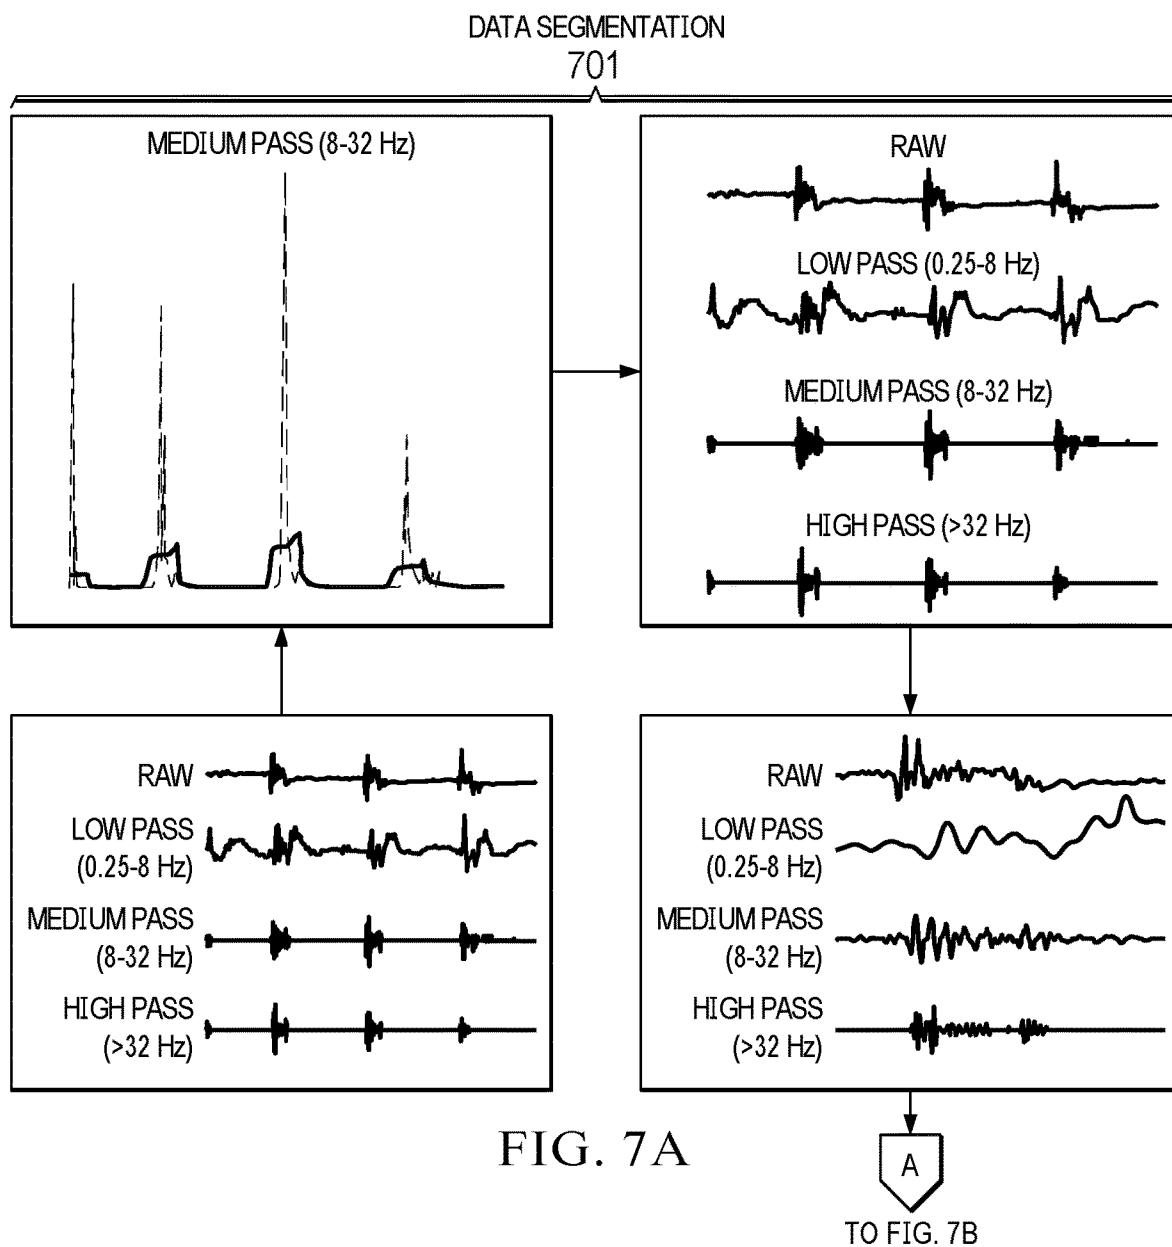 DATA SEGMENTATION
701
MEDIUM PASS (8-32 Hz)
RAW
LOW PASS (0.25-8 Hz)
MEDIUM PASS (8-32 Hz)
HIGH PASS (>32 Hz)
RAW
LOW PASS
(0.25-8 Hz)
MEDIUM PASS
(8-32 Hz)
HIGH PASS
(>32 Hz)
RAW
LOW PASS
(0.25-8 Hz)
MEDIUM PASS
(8-32 Hz)
HIGH PASS
(>32 Hz)
FIG. 7A
A
TO FIG. 7B